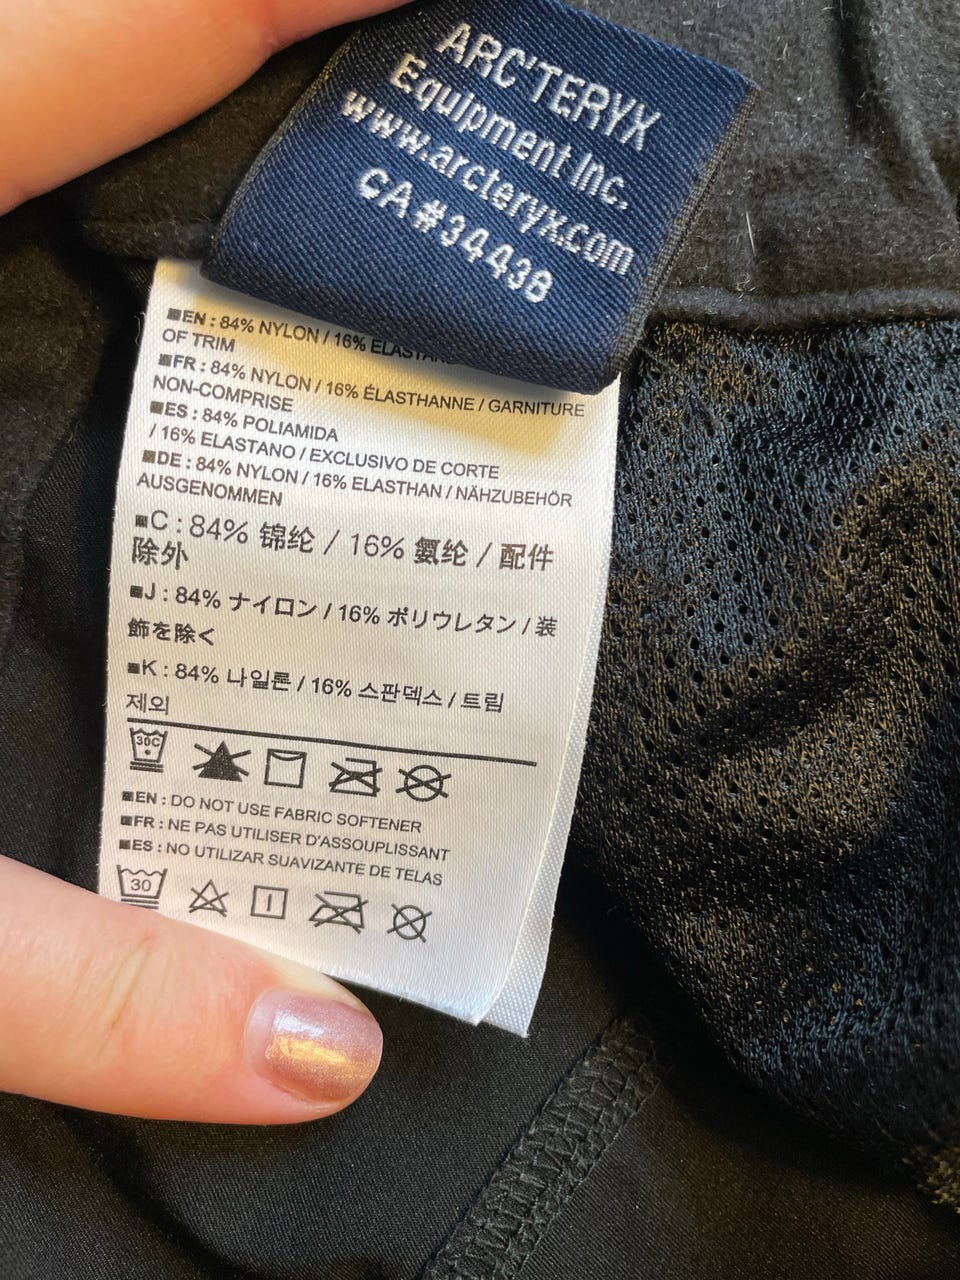 ARC'TERYX
Equipment Inc.
www.arcteryx.com
CA#34438
EN : 84% NYLON / 16% ELASTAN
OF TRIM
FR : 84% NYLON / 16% ÉLASTHANNE / GARNITURE
NON-COMPRISE
ES : 84% POLIAMIDA
/ 16% ELASTANO / EXCLUSIVO DE CORTE
DE : 84% NYLON / 16% ELASTHAN / NÄHZUBEHÖR
AUSGENOMMEN
C : 84% 锦纶 / 16% 氨纶 / 配件
除外
J : 84% ナイロン / 16% ポリウレタン / 装
飾を除く
K : 84% 나일론 / 16% 스판덱스 / 트림
제외
30C
EN : DO NOT USE FABRIC SOFTENER
FR : NE PAS UTILISER D'ASSOUPLISSANT
ES : NO UTILIZAR SUAVIZANTE DE TELAS
30